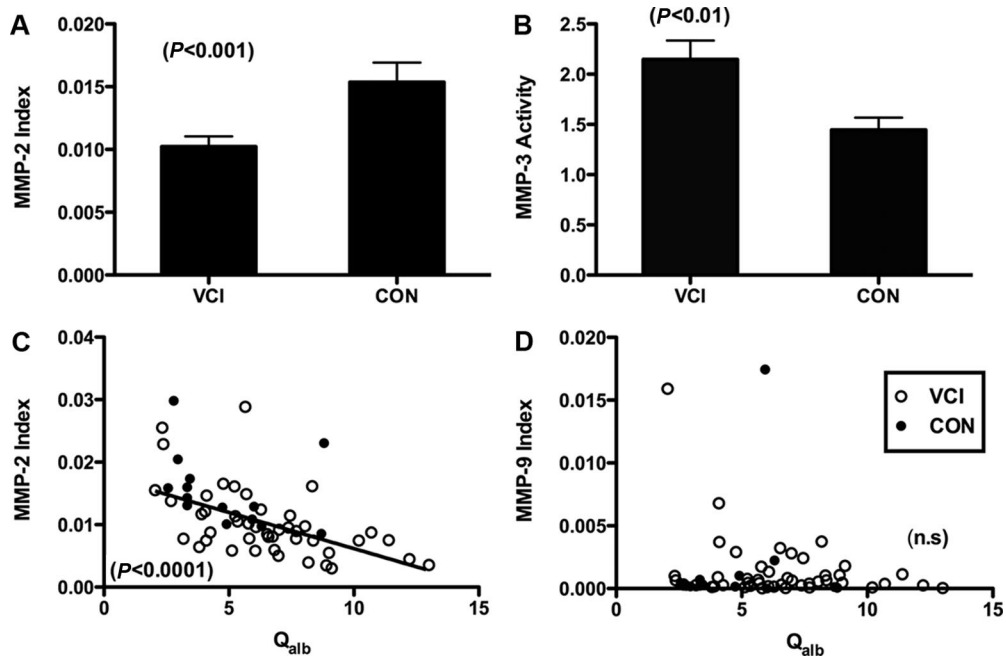 A
(P<0.001)
MMP-2 Index
0.020
0.015
0.010
0.005
0.000
VCI CON
B
(P<0.01)
MMP-3 Activity
2.5
2.0
1.5
1.0
0.5
0.0
VCI CON
C
MMP-2 Index
0.04
0.03
0.02
0.01
0.00
(P<0.0001)
0 5 10 15
Qalb
D
MMP-9 Index
0.020
0.015
0.010
0.005
0.000
VCI
CON
(n.s)
0 5 10 15
Qalb